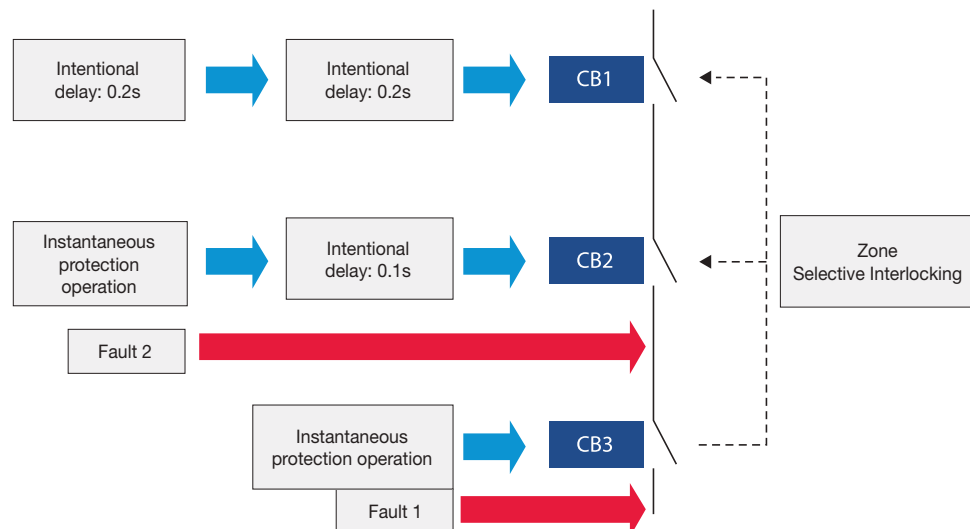 Intentional
delay: 0.2s
Intentional
delay: 0.2s
CB1
Instantaneous
protection
operation
Intentional
delay: 0.1s
CB2
Zone
Selective Interlocking
Fault 2
Instantaneous
protection operation
CB3
Fault 1